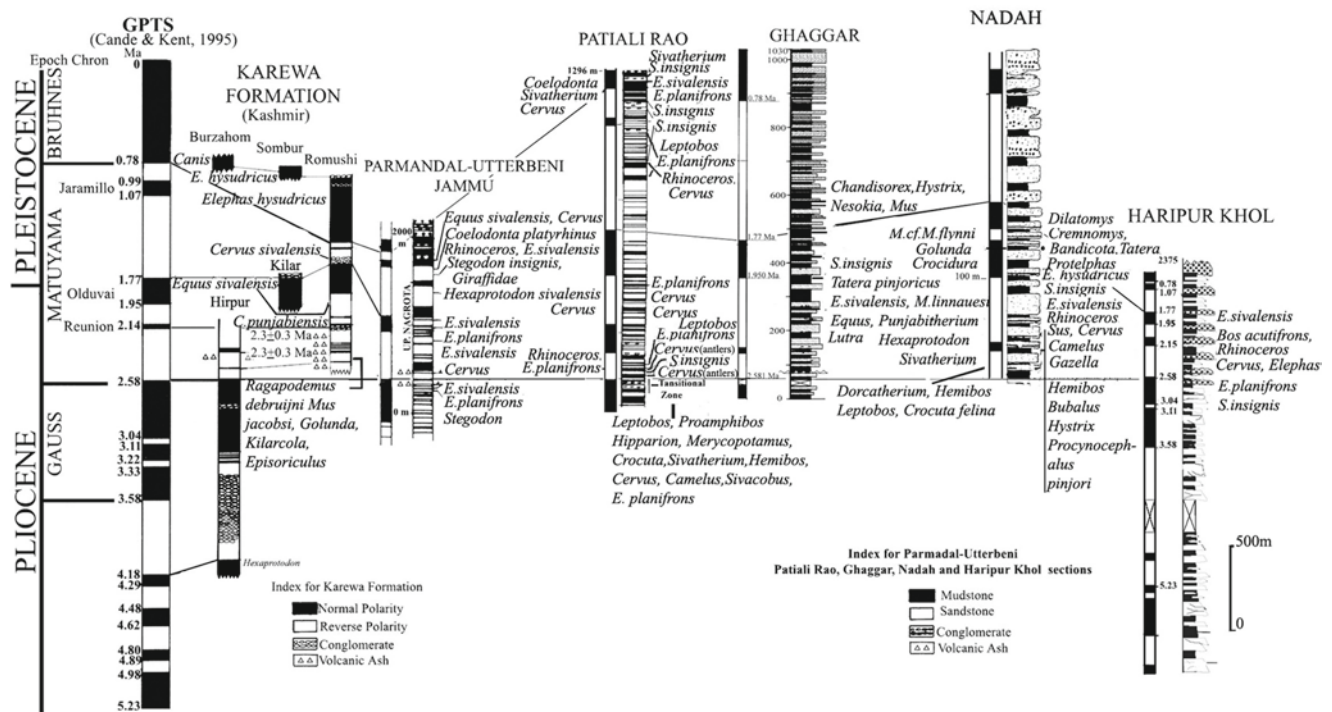 GPTS
(Cande & Kent, 1995)
Epoch Chron
Ma
0
0.78
0.99
1.07
1.77
1.95
2.14
2.58
3.04
3.11
3.22
3.33
3.58
4.18
4.29
4.48
4.62
4.80
4.89
4.98
5.23
PLEISTOCENE
PLIOCENE
BRUHNES
MATUYAMA
GAUSS
Jaramillo
Olduvai
Reunion
KAREWA
FORMATION
(Kashmir)
Burzahom
Sombur
Romushi
Canis
E. hysudricus
Elephas hysudricus
Cervus sivalensis
Kilar
Equus sivalensis
Hirpur
C.punjabiensis
2.3±0.3 Ma
2.3±0.3 Ma
Ragapodemus
debruijni Mus
jacobsi, Golunda,
Kilarcola,
Episoriculus
Hexaprotodon
Index for Karewa Formation
Normal Polarity
Reverse Polarity
Conglomerate
Volcanic Ash
PARMANDAL-UTTERBENI
JAMMU
2000
m
UP. NAGROTA
0 m
Equus sivalensis, Cervus
Coelodonta platyrhinus
Rhinoceros, E.sivalensis
Stegodon insignis,
Giraffidae
Hexaprotodon sivalensis
Cervus
E.sivalensis
E.planifrons
E.sivalensis
Cervus
E.sivalensis
E.planifrons
Stegodon
PATIALI RAO
1296 m
Coelodonta
Sivatherium
Cervus
Sivatherium
S.insignis
E.sivalensis
E.planifrons
S.insignis
S.insignis
Leptobos
E.planifrons
Rhinoceros.
Cervus
E.planifrons
Cervus
Cervus
Leptobos
E.planifrons
Rhinoceros.
E.planifrons
Cervus(antlers)
S.insignis
Cervus(antlers)
Tansitional
Zone
Leptobos, Proamphibos
Hipparion, Merycopotamus,
Crocuta,Sivatherium,Hemibos,
Cervus, Camelus,Sivacobus,
E. planifrons
GHAGGAR
1030
1000
800
600
400
200
100
0
0.78 Ma
1.77 Ma
1.950 Ma
2.581 Ma
Chandisorex,Hystrix,
Nesokia, Mus
S.insignis
Tatera pinjoricus
E.sivalensis, M.linnauesi
Equus, Punjabitherium
Lutra
Hexaprotodon
Sivatherium
Dorcatherium, Hemibos
Leptobos, Crocuta felina
NADAH
M.cf.M.flynni
Golunda
Crocidura
100 m
Dilatomys
Cremnomys,
Bandicota,Tatera
Protelphas
E. hysudricus
S.insignis
E.sivalensis
Rhinoceros
Sus, Cervus
Camelus
Gazella
Hemibos
Bubalus
Hystrix
Procynoceph-
alus
pinjori
HARIPUR KHOL
2375
0.78
1.07
1.77
1.95
2.15
2.58
3.04
3.11
3.58
5.23
E.sivalensis
Bos acutifrons,
Rhinoceros
Cervus, Elephas
E.planifrons
S.insignis
500m
0
Index for Parmadal-Utterbeni
Patiali Rao, Ghaggar, Nadah and Haripur Khol sections
Mudstone
Sandstone
Conglomerate
Volcanic Ash